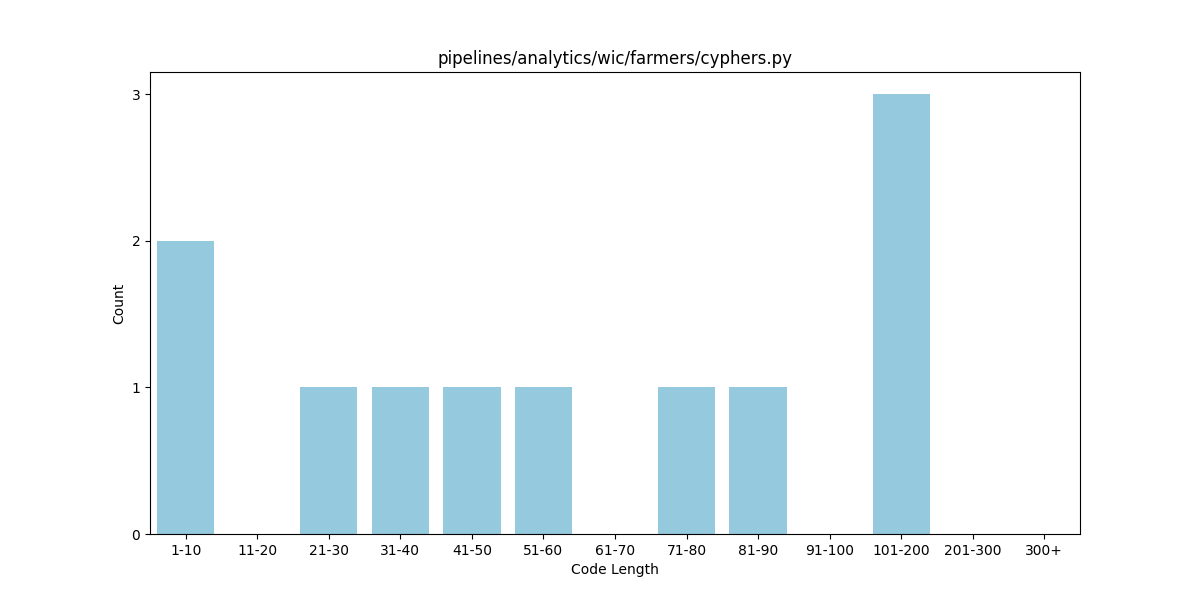 pipelines/analytics/wic/farmers/cyphers.py
3
2
1
0
Count
1-10 11-20 21-30 31-40 41-50 51-60 61-70 71-80 81-90 91-100 101-200 201-300 300+
Code Length